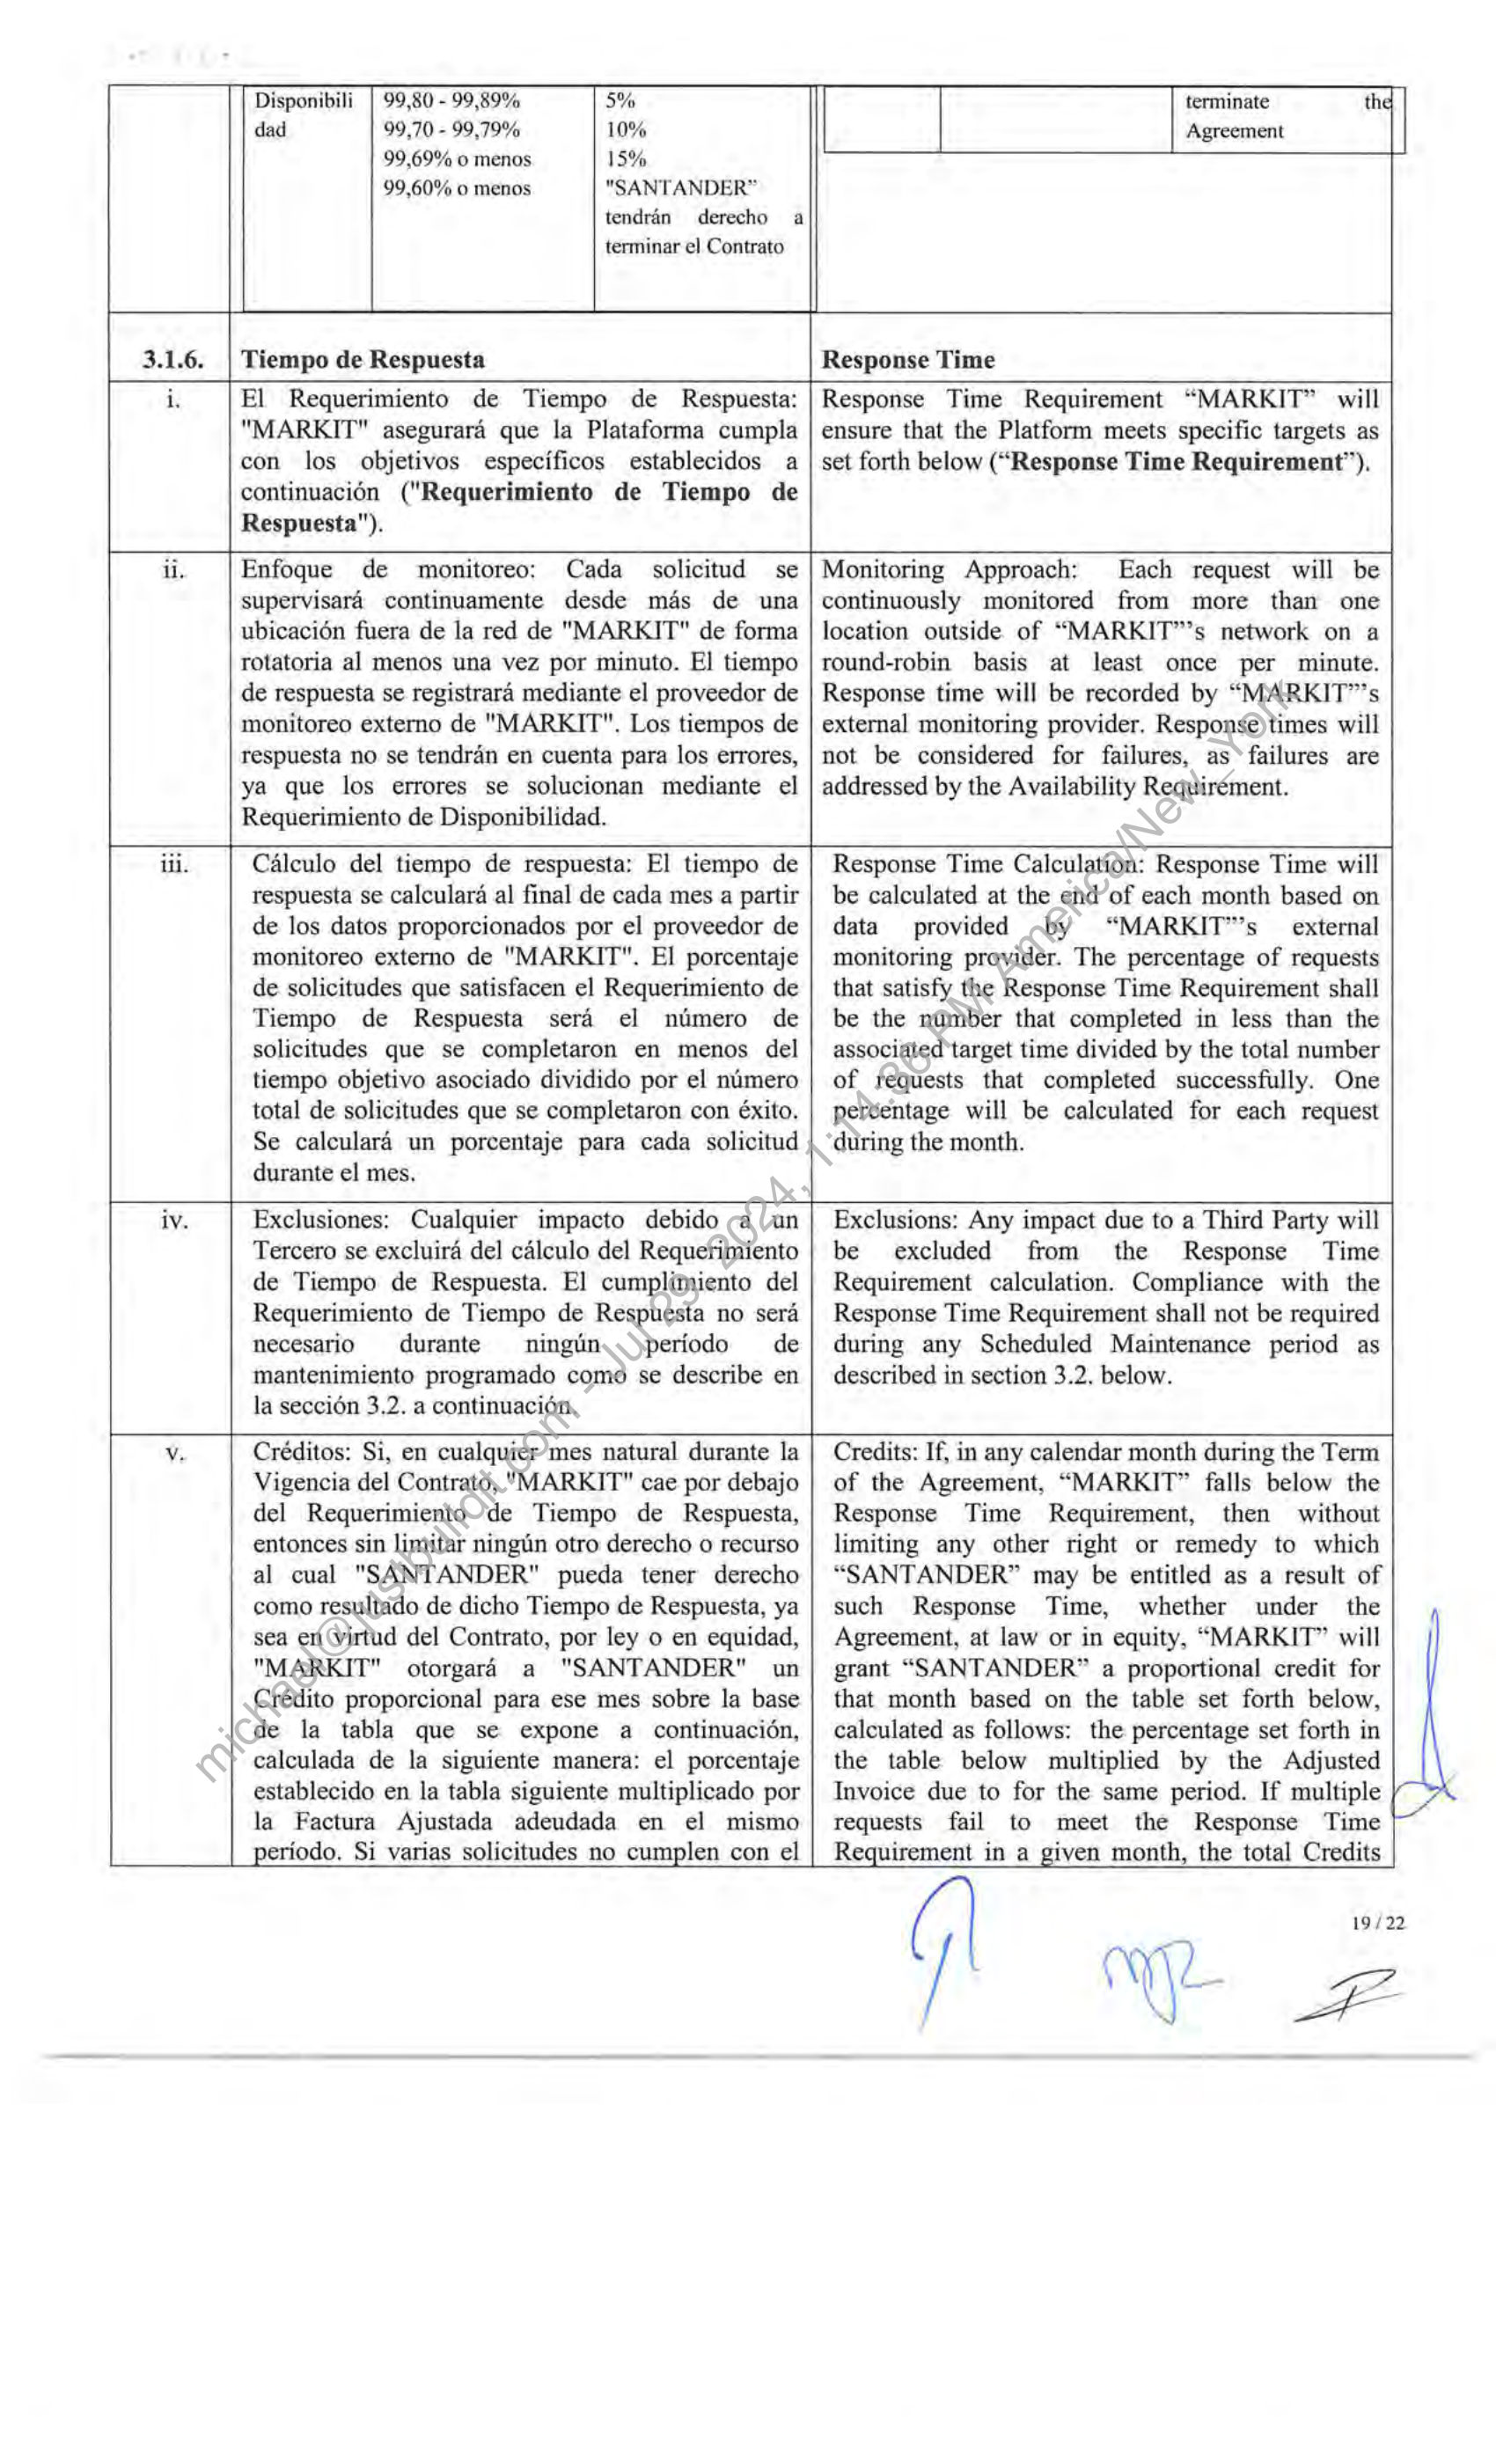 Disponibili 99,80 - 99,89% 5%
dad 99,70 - 99,79% 10%
99,69% o menos 15%
99,60% o menos "SANTANDER”
tendrán derecho a
terminar el Contrato
terminate the
Agreement
3.1.6. Tiempo de Respuesta
Response Time
i.
El Requerimiento de Tiempo de Respuesta:
"MARKIT" asegurará que la Plataforma cumpla
con los objetivos específicos establecidos a
continuación ("Requerimiento de Tiempo de
Respuesta").
Response Time Requirement “MARKIT” will
ensure that the Platform meets specific targets as
set forth below (“Response Time Requirement”).
ii.
Enfoque de monitoreo: Cada solicitud se
supervisará continuamente desde más de una
ubicación fuera de la red de "MARKIT" de forma
rotatoria al menos una vez por minuto. El tiempo
de respuesta se registrará mediante el proveedor de
monitoreo externo de "MARKIT". Los tiempos de
respuesta no se tendrán en cuenta para los errores,
ya que los errores se solucionan mediante el
Requerimiento de Disponibilidad.
Monitoring Approach: Each request will be
continuously monitored from more than one
location outside of “MARKIT”’s network on a
round-robin basis at least once per minute.
Response time will be recorded by “MARKIT”’s
external monitoring provider. Response times will
not be considered for failures, as failures are
addressed by the Availability Requirement.
iii.
Cálculo del tiempo de respuesta: El tiempo de
respuesta se calculará al final de cada mes a partir
de los datos proporcionados por el proveedor de
monitoreo externo de "MARKIT". El porcentaje
de solicitudes que satisfacen el Requerimiento de
Tiempo de Respuesta será el número de
solicitudes que se completaron en menos del
tiempo objetivo asociado dividido por el número
total de solicitudes que se completaron con éxito.
Se calculará un porcentaje para cada solicitud
durante el mes.
Response Time Calculation: Response Time will
be calculated at the end of each month based on
data provided by “MARKIT”’s external
monitoring provider. The percentage of requests
that satisfy the Response Time Requirement shall
be the number that completed in less than the
associated target time divided by the total number
of requests that completed successfully. One
percentage will be calculated for each request
during the month.
iv.
Exclusiones: Cualquier impacto debido a un
Tercero se excluirá del cálculo del Requerimiento
de Tiempo de Respuesta. El cumplimiento del
Requerimiento de Tiempo de Respuesta no será
necesario durante ningún período de
mantenimiento programado como se describe en
la sección 3.2. a continuación.
Exclusions: Any impact due to a Third Party will
be excluded from the Response Time
Requirement calculation. Compliance with the
Response Time Requirement shall not be required
during any Scheduled Maintenance period as
described in section 3.2. below.
v.
Créditos: Si, en cualquier mes natural durante la
Vigencia del Contrato, "MARKIT" cae por debajo
del Requerimiento de Tiempo de Respuesta,
entonces sin limitar ningún otro derecho o recurso
al cual "SANTANDER" pueda tener derecho
como resultado de dicho Tiempo de Respuesta, ya
sea en virtud del Contrato, por ley o en equidad,
"MARKIT" otorgará a "SANTANDER" un
Crédito proporcional para ese mes sobre la base
de la tabla que se expone a continuación,
calculada de la siguiente manera: el porcentaje
establecido en la tabla siguiente multiplicado por
la Factura Ajustada adeudada en el mismo
período. Si varias solicitudes no cumplen con el
Credits: If, in any calendar month during the Term
of the Agreement, “MARKIT” falls below the
Response Time Requirement, then without
limiting any other right or remedy to which
“SANTANDER” may be entitled as a result of
such Response Time, whether under the
Agreement, at law or in equity, “MARKIT” will
grant “SANTANDER” a proportional credit for
that month based on the table set forth below,
calculated as follows: the percentage set forth in
the table below multiplied by the Adjusted
Invoice due to for the same period. If multiple
requests fail to meet the Response Time
Requirement in a given month, the total Credits
michael@justbuildit.com - Jul 29, 2024, 1:14:36 PM America/New_York
19 / 22